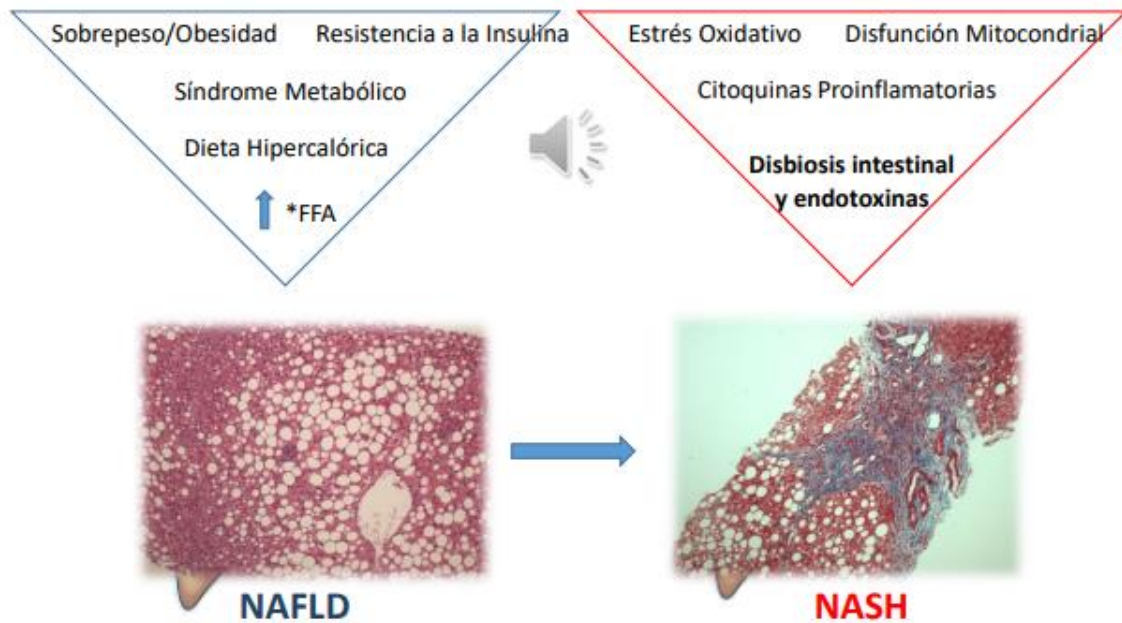 Sobrepeso/Obesidad Resistencia a la Insulina
Síndrome Metabólico
Dieta Hipercalórica
*FFA
Estrés Oxidativo Disfunción Mitocondrial
Citoquinas Proinflamatorias
Disbiosis intestinal
y endotoxinas
NAFLD
NASH